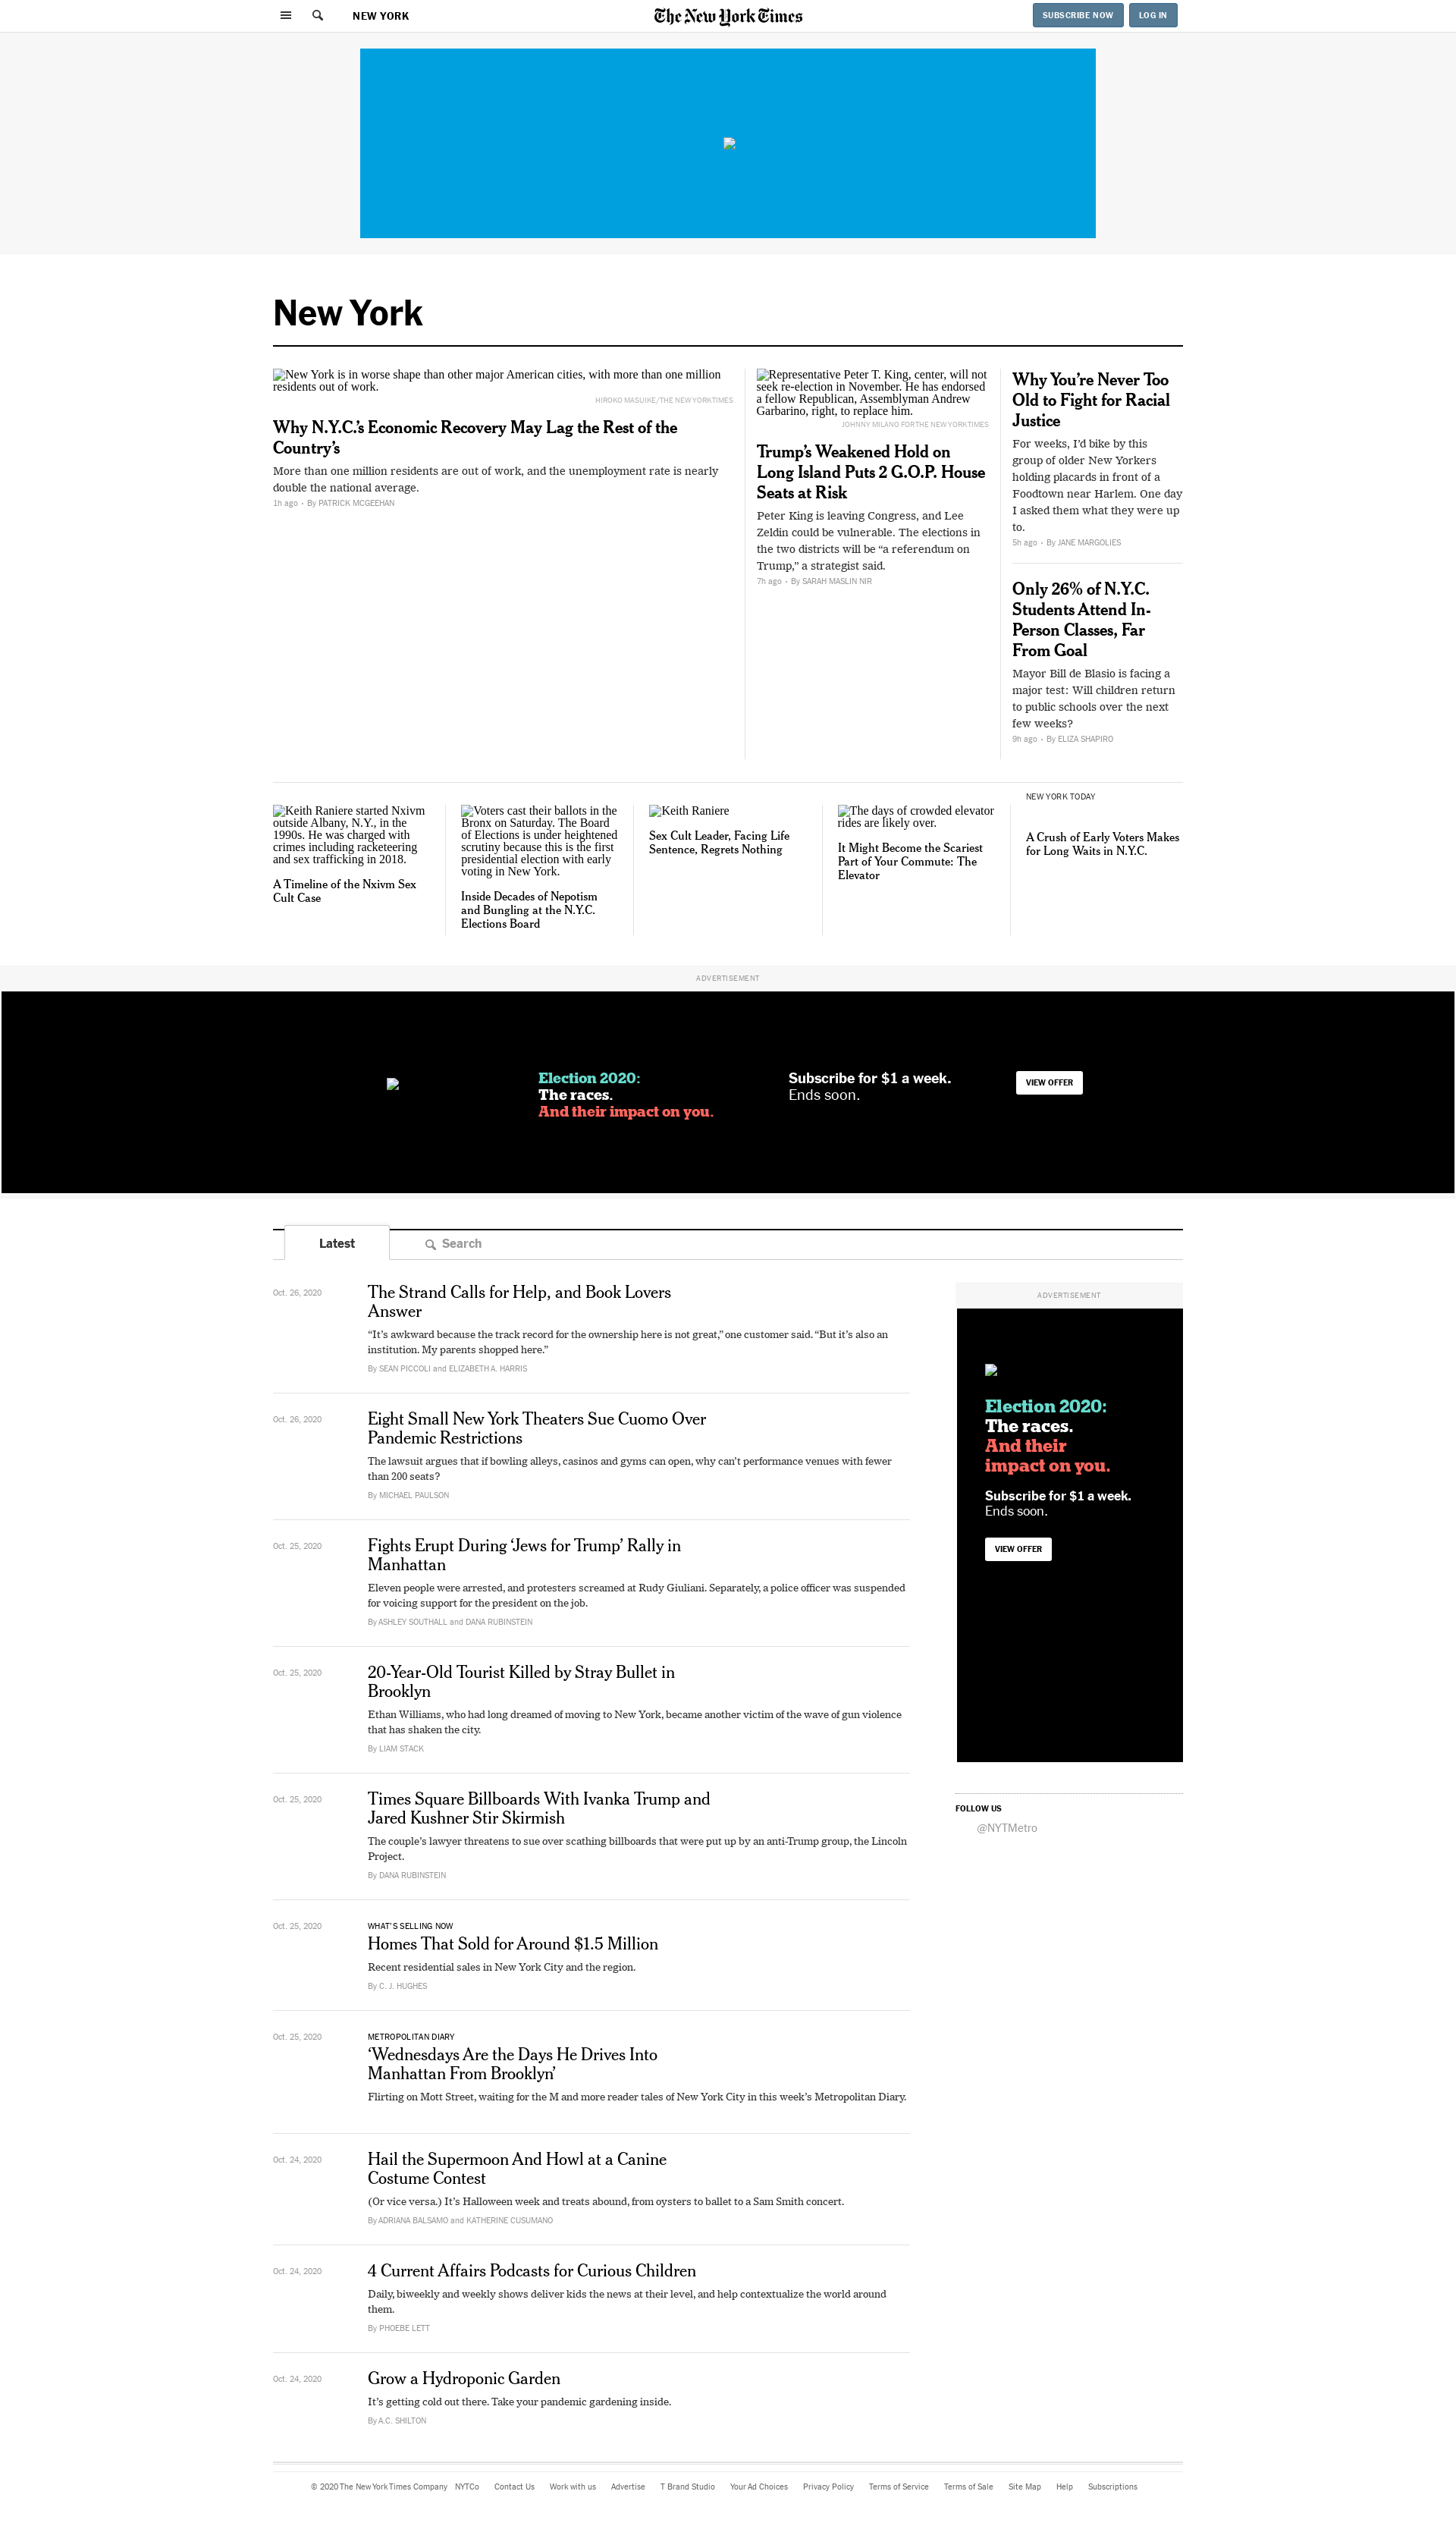 NEW YORK
The New York Times
SUBSCRIBE NOW
LOG IN
New York
New York is in worse shape than other major American cities, with more than one million
residents out of work.
HIROKO MASUIKE/THE NEW YORK TIMES
Why N.Y.C.’s Economic Recovery May Lag the Rest of the
Country’s
More than one million residents are out of work, and the unemployment rate is nearly
double the national average.
1h ago • By PATRICK MCGEEHAN
Representative Peter T. King, center, will not
seek re-election in November. He has endorsed
a fellow Republican, Assemblyman Andrew
Garbarino, right, to replace him.
JOHNNY MILANO FOR THE NEW YORK TIMES
Trump’s Weakened Hold on
Long Island Puts 2 G.O.P. House
Seats at Risk
Peter King is leaving Congress, and Lee
Zeldin could be vulnerable. The elections in
the two districts will be “a referendum on
Trump,” a strategist said.
7h ago • By SARAH MASLIN NIR
Why You’re Never Too
Old to Fight for Racial
Justice
For weeks, I’d bike by this
group of older New Yorkers
holding placards in front of a
Foodtown near Harlem. One day
I asked them what they were up
to.
5h ago • By JANE MARGOLIES
Only 26% of N.Y.C.
Students Attend In-
Person Classes, Far
From Goal
Mayor Bill de Blasio is facing a
major test: Will children return
to public schools over the next
few weeks?
9h ago • By ELIZA SHAPIRO
Keith Raniere started Nxivm
outside Albany, N.Y., in the
1990s. He was charged with
crimes including racketeering
and sex trafficking in 2018.
A Timeline of the Nxivm Sex
Cult Case
Voters cast their ballots in the
Bronx on Saturday. The Board
of Elections is under heightened
scrutiny because this is the first
presidential election with early
voting in New York.
Inside Decades of Nepotism
and Bungling at the N.Y.C.
Elections Board
Keith Raniere
Sex Cult Leader, Facing Life
Sentence, Regrets Nothing
The days of crowded elevator
rides are likely over.
It Might Become the Scariest
Part of Your Commute: The
Elevator
NEW YORK TODAY
A Crush of Early Voters Makes
for Long Waits in N.Y.C.
ADVERTISEMENT
Election 2020:
The races.
And their impact on you.
Subscribe for $1 a week.
Ends soon.
VIEW OFFER
Latest
Search
Oct. 26, 2020
The Strand Calls for Help, and Book Lovers
Answer
“It’s awkward because the track record for the ownership here is not great,” one customer said. “But it’s also an
institution. My parents shopped here.”
By SEAN PICCOLI and ELIZABETH A. HARRIS
Oct. 26, 2020
Eight Small New York Theaters Sue Cuomo Over
Pandemic Restrictions
The lawsuit argues that if bowling alleys, casinos and gyms can open, why can’t performance venues with fewer
than 200 seats?
By MICHAEL PAULSON
Oct. 25, 2020
Fights Erupt During ‘Jews for Trump’ Rally in
Manhattan
Eleven people were arrested, and protesters screamed at Rudy Giuliani. Separately, a police officer was suspended
for voicing support for the president on the job.
By ASHLEY SOUTHALL and DANA RUBINSTEIN
Oct. 25, 2020
20-Year-Old Tourist Killed by Stray Bullet in
Brooklyn
Ethan Williams, who had long dreamed of moving to New York, became another victim of the wave of gun violence
that has shaken the city.
By LIAM STACK
Oct. 25, 2020
Times Square Billboards With Ivanka Trump and
Jared Kushner Stir Skirmish
The couple’s lawyer threatens to sue over scathing billboards that were put up by an anti-Trump group, the Lincoln
Project.
By DANA RUBINSTEIN
Oct. 25, 2020
WHAT’S SELLING NOW
Homes That Sold for Around $1.5 Million
Recent residential sales in New York City and the region.
By C. J. HUGHES
Oct. 25, 2020
METROPOLITAN DIARY
‘Wednesdays Are the Days He Drives Into
Manhattan From Brooklyn’
Flirting on Mott Street, waiting for the M and more reader tales of New York City in this week’s Metropolitan Diary.
Oct. 24, 2020
Hail the Supermoon And Howl at a Canine
Costume Contest
(Or vice versa.) It’s Halloween week and treats abound, from oysters to ballet to a Sam Smith concert.
By ADRIANA BALSAMO and KATHERINE CUSUMANO
Oct. 24, 2020
4 Current Affairs Podcasts for Curious Children
Daily, biweekly and weekly shows deliver kids the news at their level, and help contextualize the world around
them.
By PHOEBE LETT
Oct. 24, 2020
Grow a Hydroponic Garden
It’s getting cold out there. Take your pandemic gardening inside.
By A.C. SHILTON
ADVERTISEMENT
Election 2020:
The races.
And their
impact on you.
Subscribe for $1 a week.
Ends soon.
VIEW OFFER
FOLLOW US
@NYTMetro
© 2020 The New York Times Company NYTCo Contact Us Work with us Advertise T Brand Studio Your Ad Choices Privacy Policy Terms of Service Terms of Sale Site Map Help Subscriptions